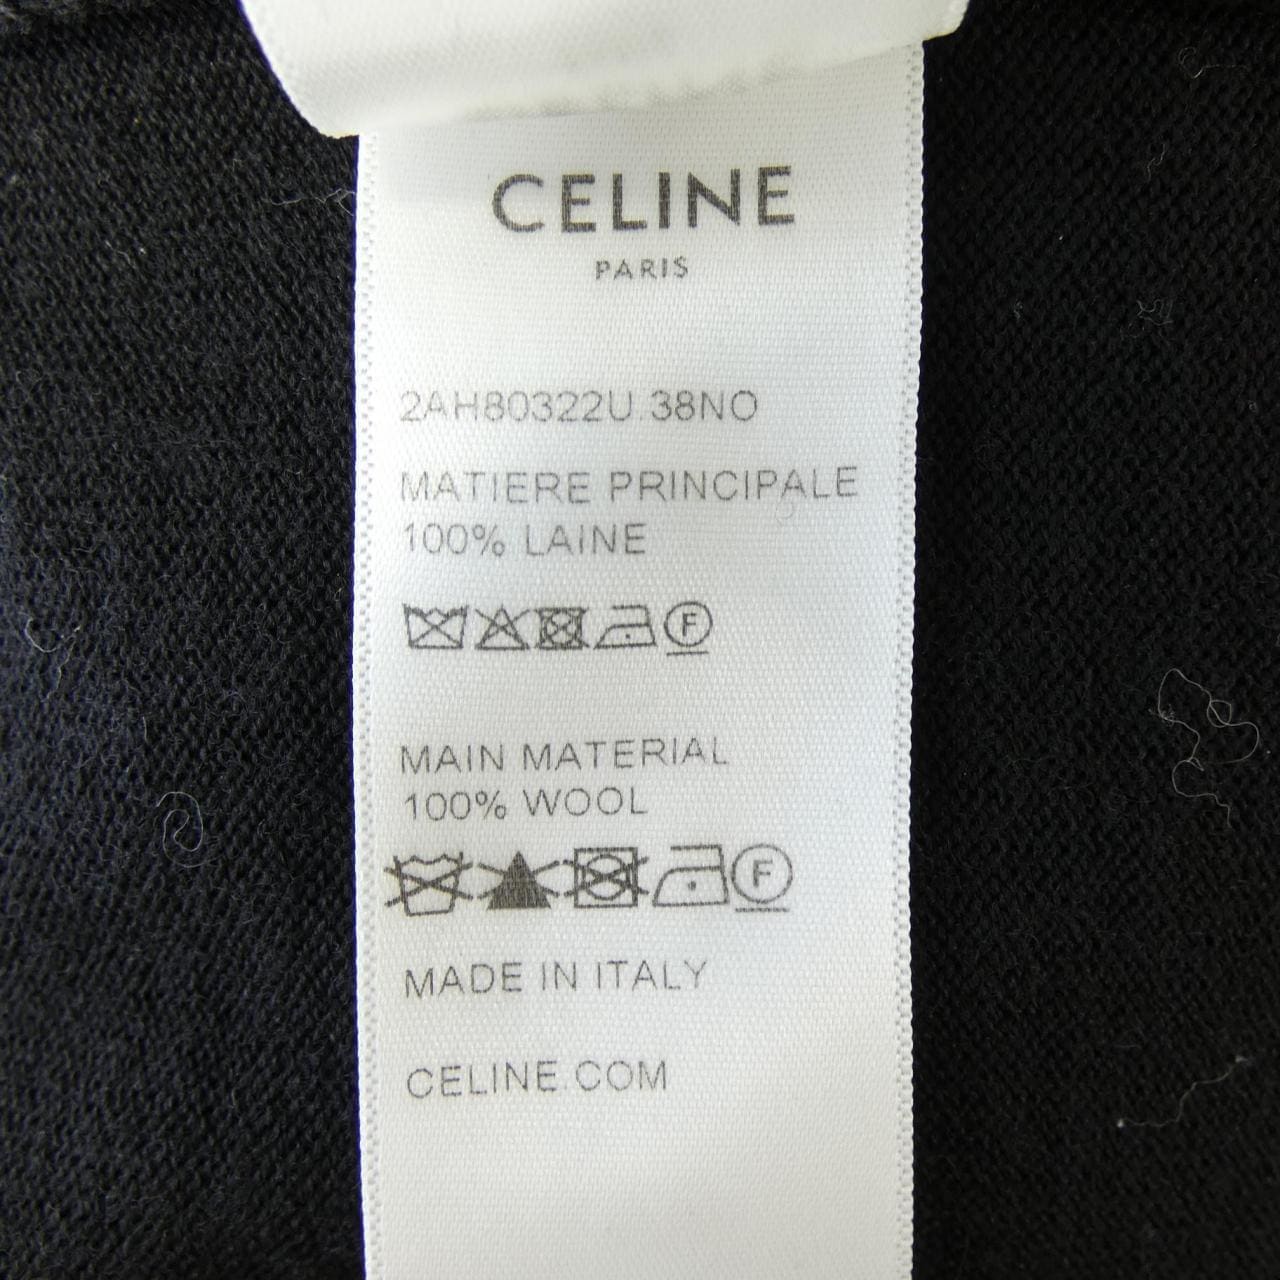 CELINE
PARIS
2AH80322U.38NO
MATIERE PRINCIPALE
100% LAINE
F
MAIN MATERIAL
100% WOOL
F
MADE IN ITALY
CELINE.COM